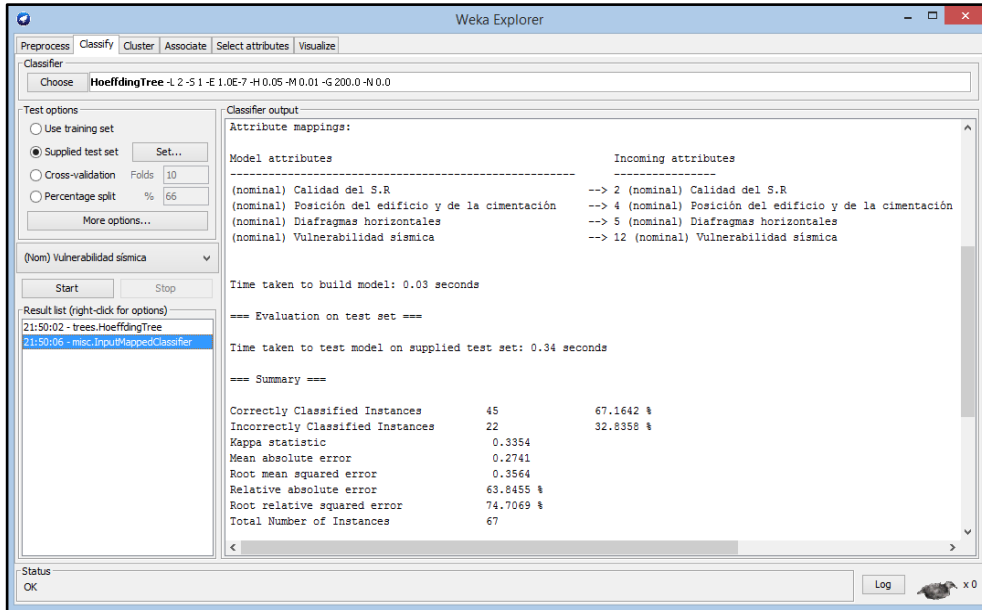 Weka Explorer
Preprocess Classify Cluster Associate Select attributes Visualize
Classifier
Choose HoeffdingTree -L 2 -S 1 -E 1.0E-7 -H 0.05 -M 0.01 -G 200.0 -N 0.0
Test options
Use training set
Supplied test set Set...
Cross-validation Folds 10
Percentage split % 66
More options...
(Nom) Vulnerabilidad sísmica
Start Stop
Result list (right-click for options)
21:50:02 - trees.HoeffdingTree
21:50:06 - misc.InputMappedClassifier
Classifier output
Attribute mappings:
Model attributes Incoming attributes
------------------------------------------------------ ----------------
(nominal) Calidad del S.R --> 2 (nominal) Calidad del S.R
(nominal) Posición del edificio y de la cimentación --> 4 (nominal) Posición del edificio y de la cimentación
(nominal) Diafragmas horizontales --> 5 (nominal) Diafragmas horizontales
(nominal) Vulnerabilidad sísmica --> 12 (nominal) Vulnerabilidad sísmica
Time taken to build model: 0.03 seconds
=== Evaluation on test set ===
Time taken to test model on supplied test set: 0.34 seconds
=== Summary ===
Correctly Classified Instances 45 67.1642 %
Incorrectly Classified Instances 22 32.8358 %
Kappa statistic 0.3354
Mean absolute error 0.2741
Root mean squared error 0.3564
Relative absolute error 63.8455 %
Root relative squared error 74.7069 %
Total Number of Instances 67
Status
OK
Log x 0